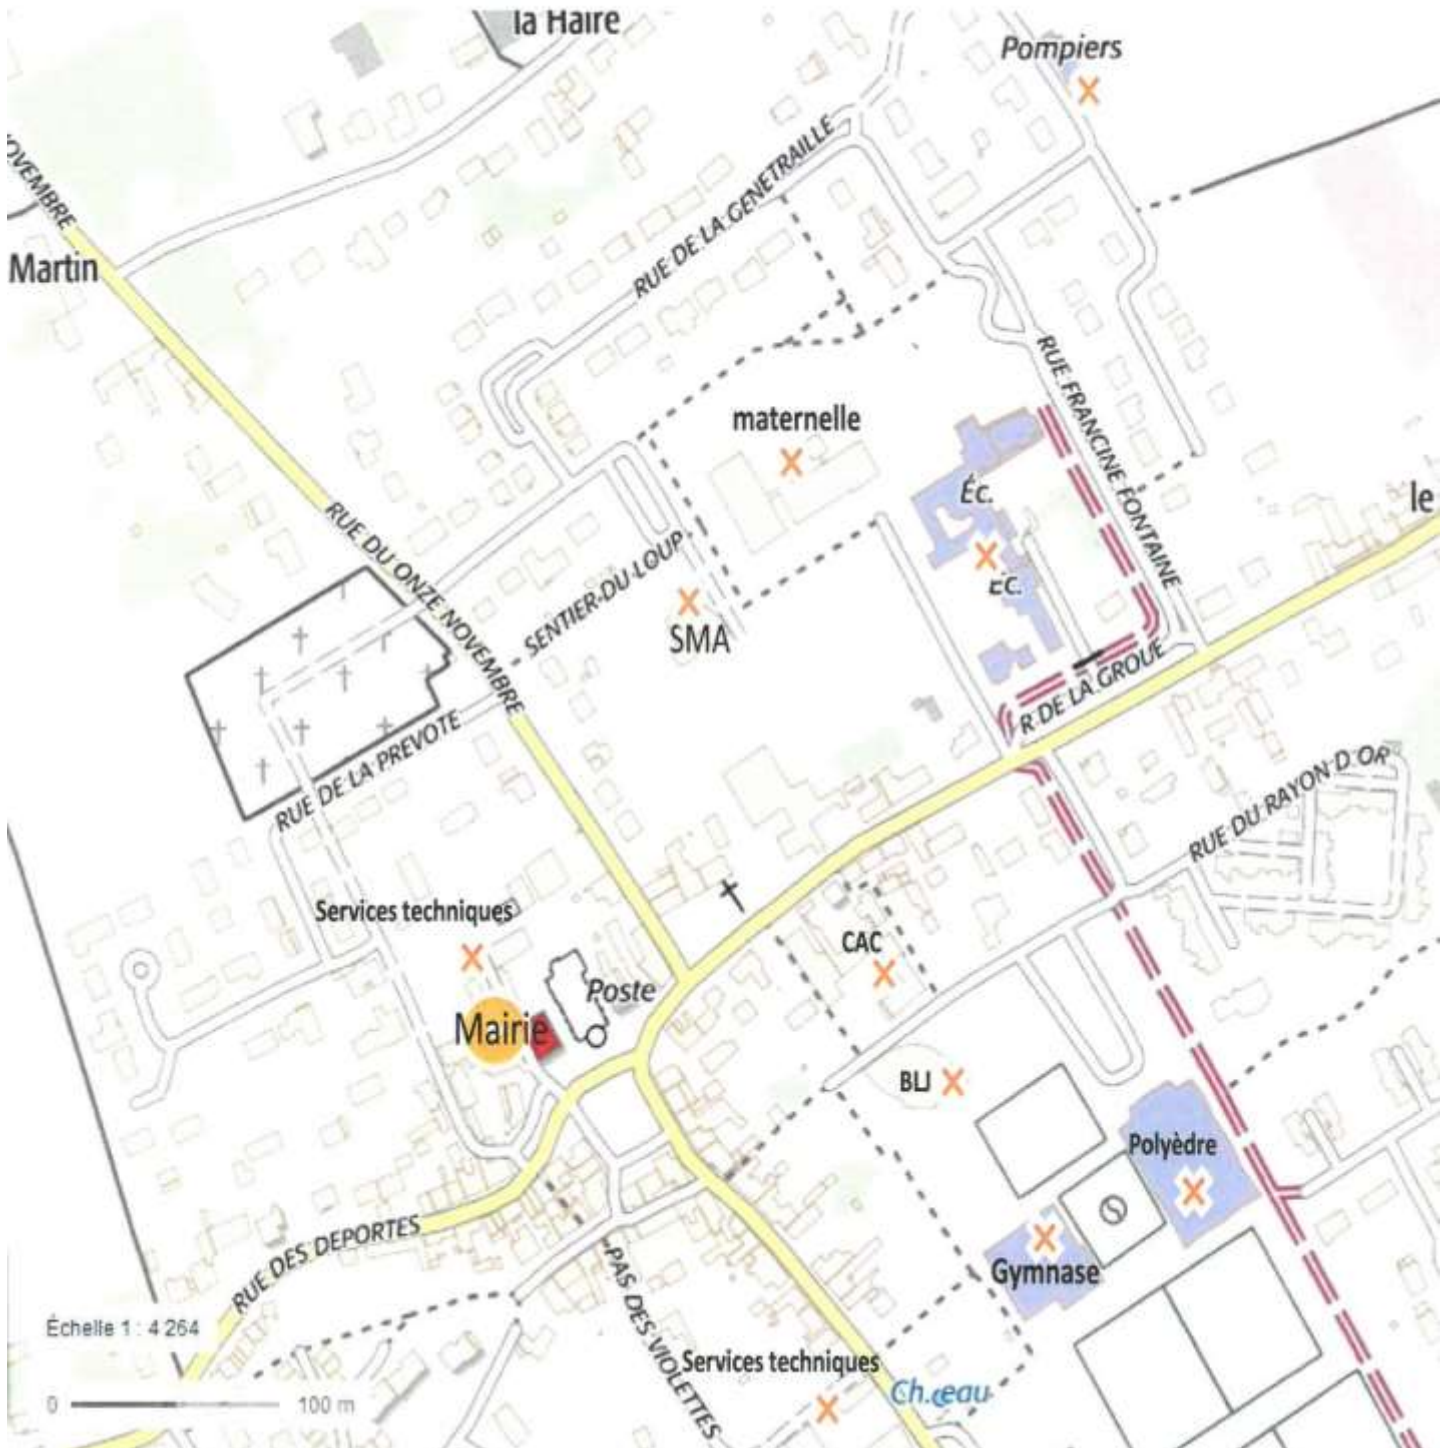 la Haire
Pompiers
NOVEMBRE
RUE DE LA GENETRAILLE
Martin
RUE FRANCINE FONTAINE
maternelle
Éc.
le
RUE DU ONZE NOVEMBRE
SENTIER DU LOUP
Éc.
SMA
R. DE LA GROUE
RUE DE LA PREVOTE
RUE DU RAYON D OR
Services techniques
CAC
Poste
Mairie
BLJ
Polyèdre
RUE DES DEPORTES
PAS DES VIOLETTES
Gymnase
Échelle 1 : 4 264
Services techniques
Ch. eau
0 100 m